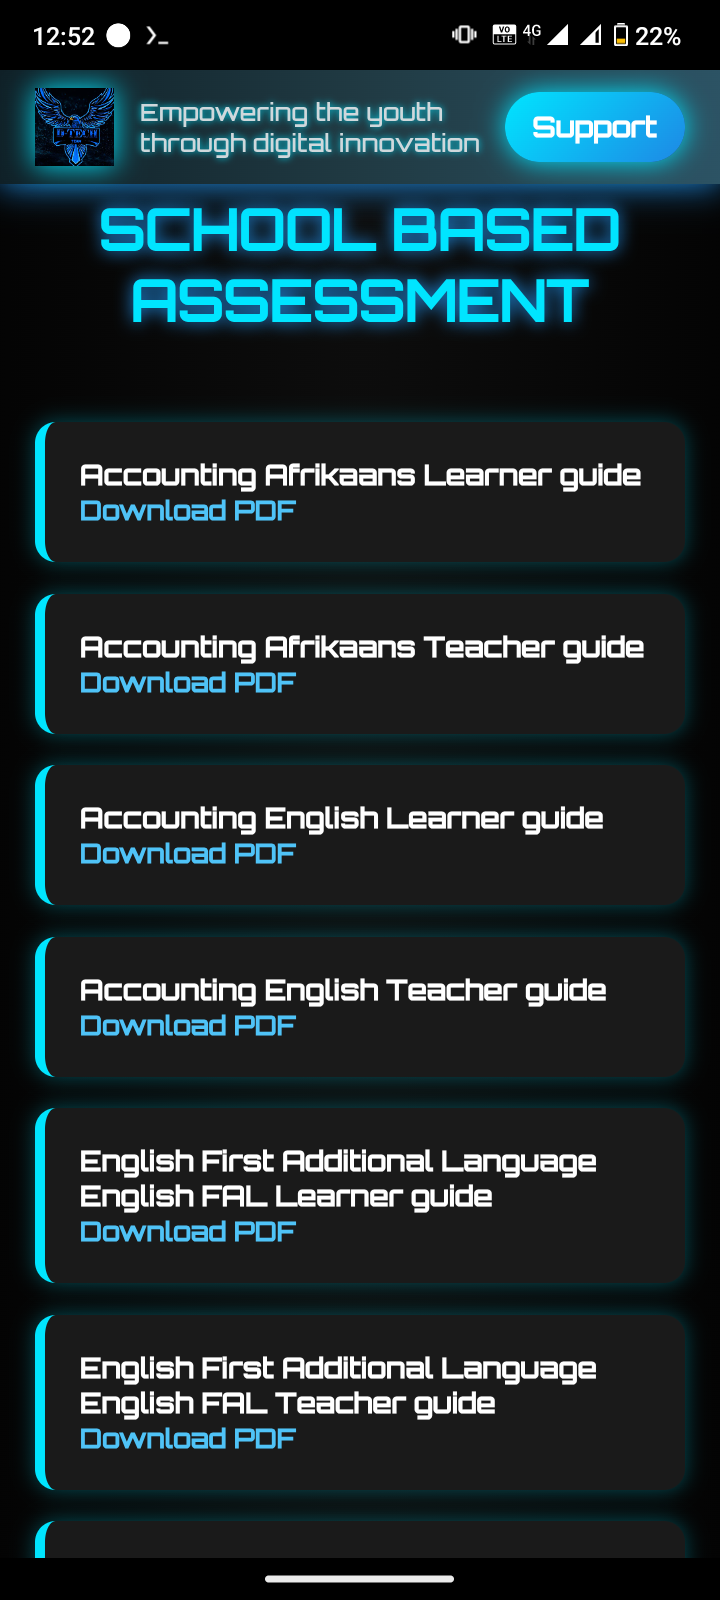 12:52
VO LTE 4G 22%
Empowering the youth
through digital innovation
Support
SCHOOL BASED
ASSESSMENT
Accounting Afrikaans Learner guide
Download PDF
Accounting Afrikaans Teacher guide
Download PDF
Accounting English Learner guide
Download PDF
Accounting English Teacher guide
Download PDF
English First Additional Language
English FAL Learner guide
Download PDF
English First Additional Language
English FAL Teacher guide
Download PDF